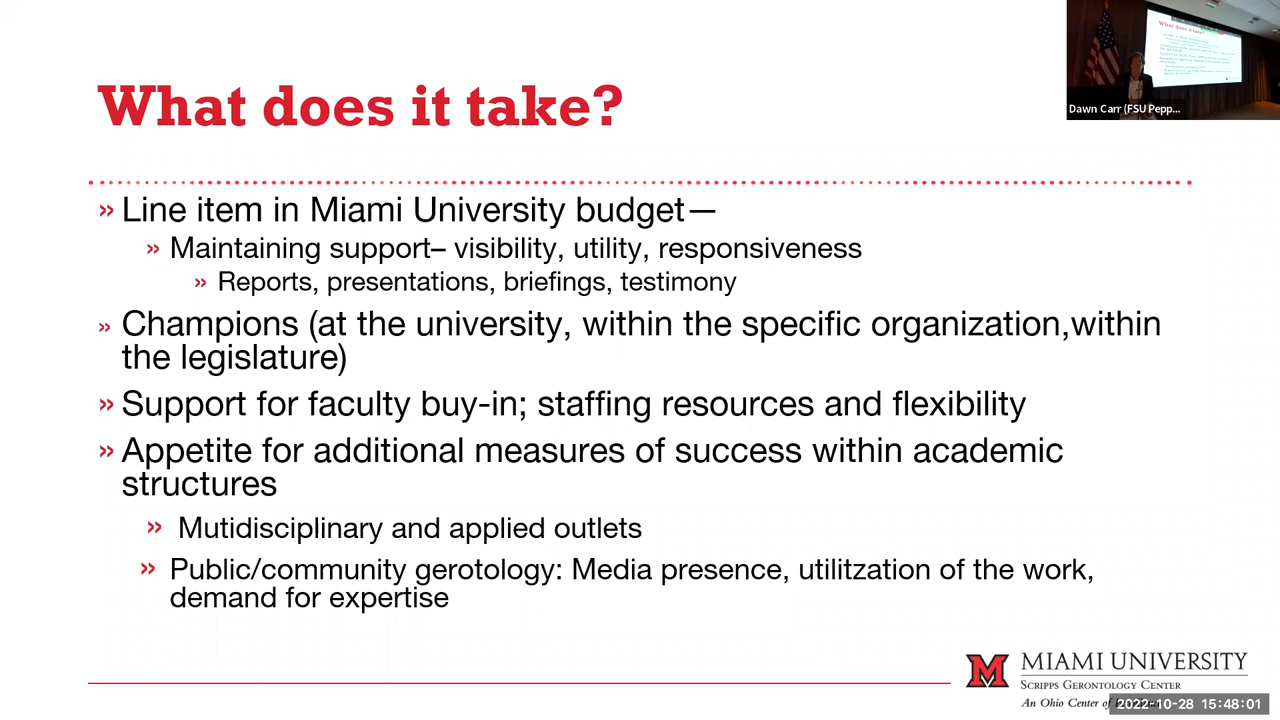 What does it take?
Dawn Carr (FSU Pepp...
» Line item in Miami University budget—
» Maintaining support– visibility, utility, responsiveness
» Reports, presentations, briefings, testimony
» Champions (at the university, within the specific organization,within
the legislature)
» Support for faculty buy-in; staffing resources and flexibility
» Appetite for additional measures of success within academic
structures
» Mutidisciplinary and applied outlets
» Public/community gerotology: Media presence, utilitzation of the work,
demand for expertise
M MIAMI UNIVERSITY
SCRIPPS GERONTOLOGY CENTER
An Ohio Center of
2022-10-28 15:48:01